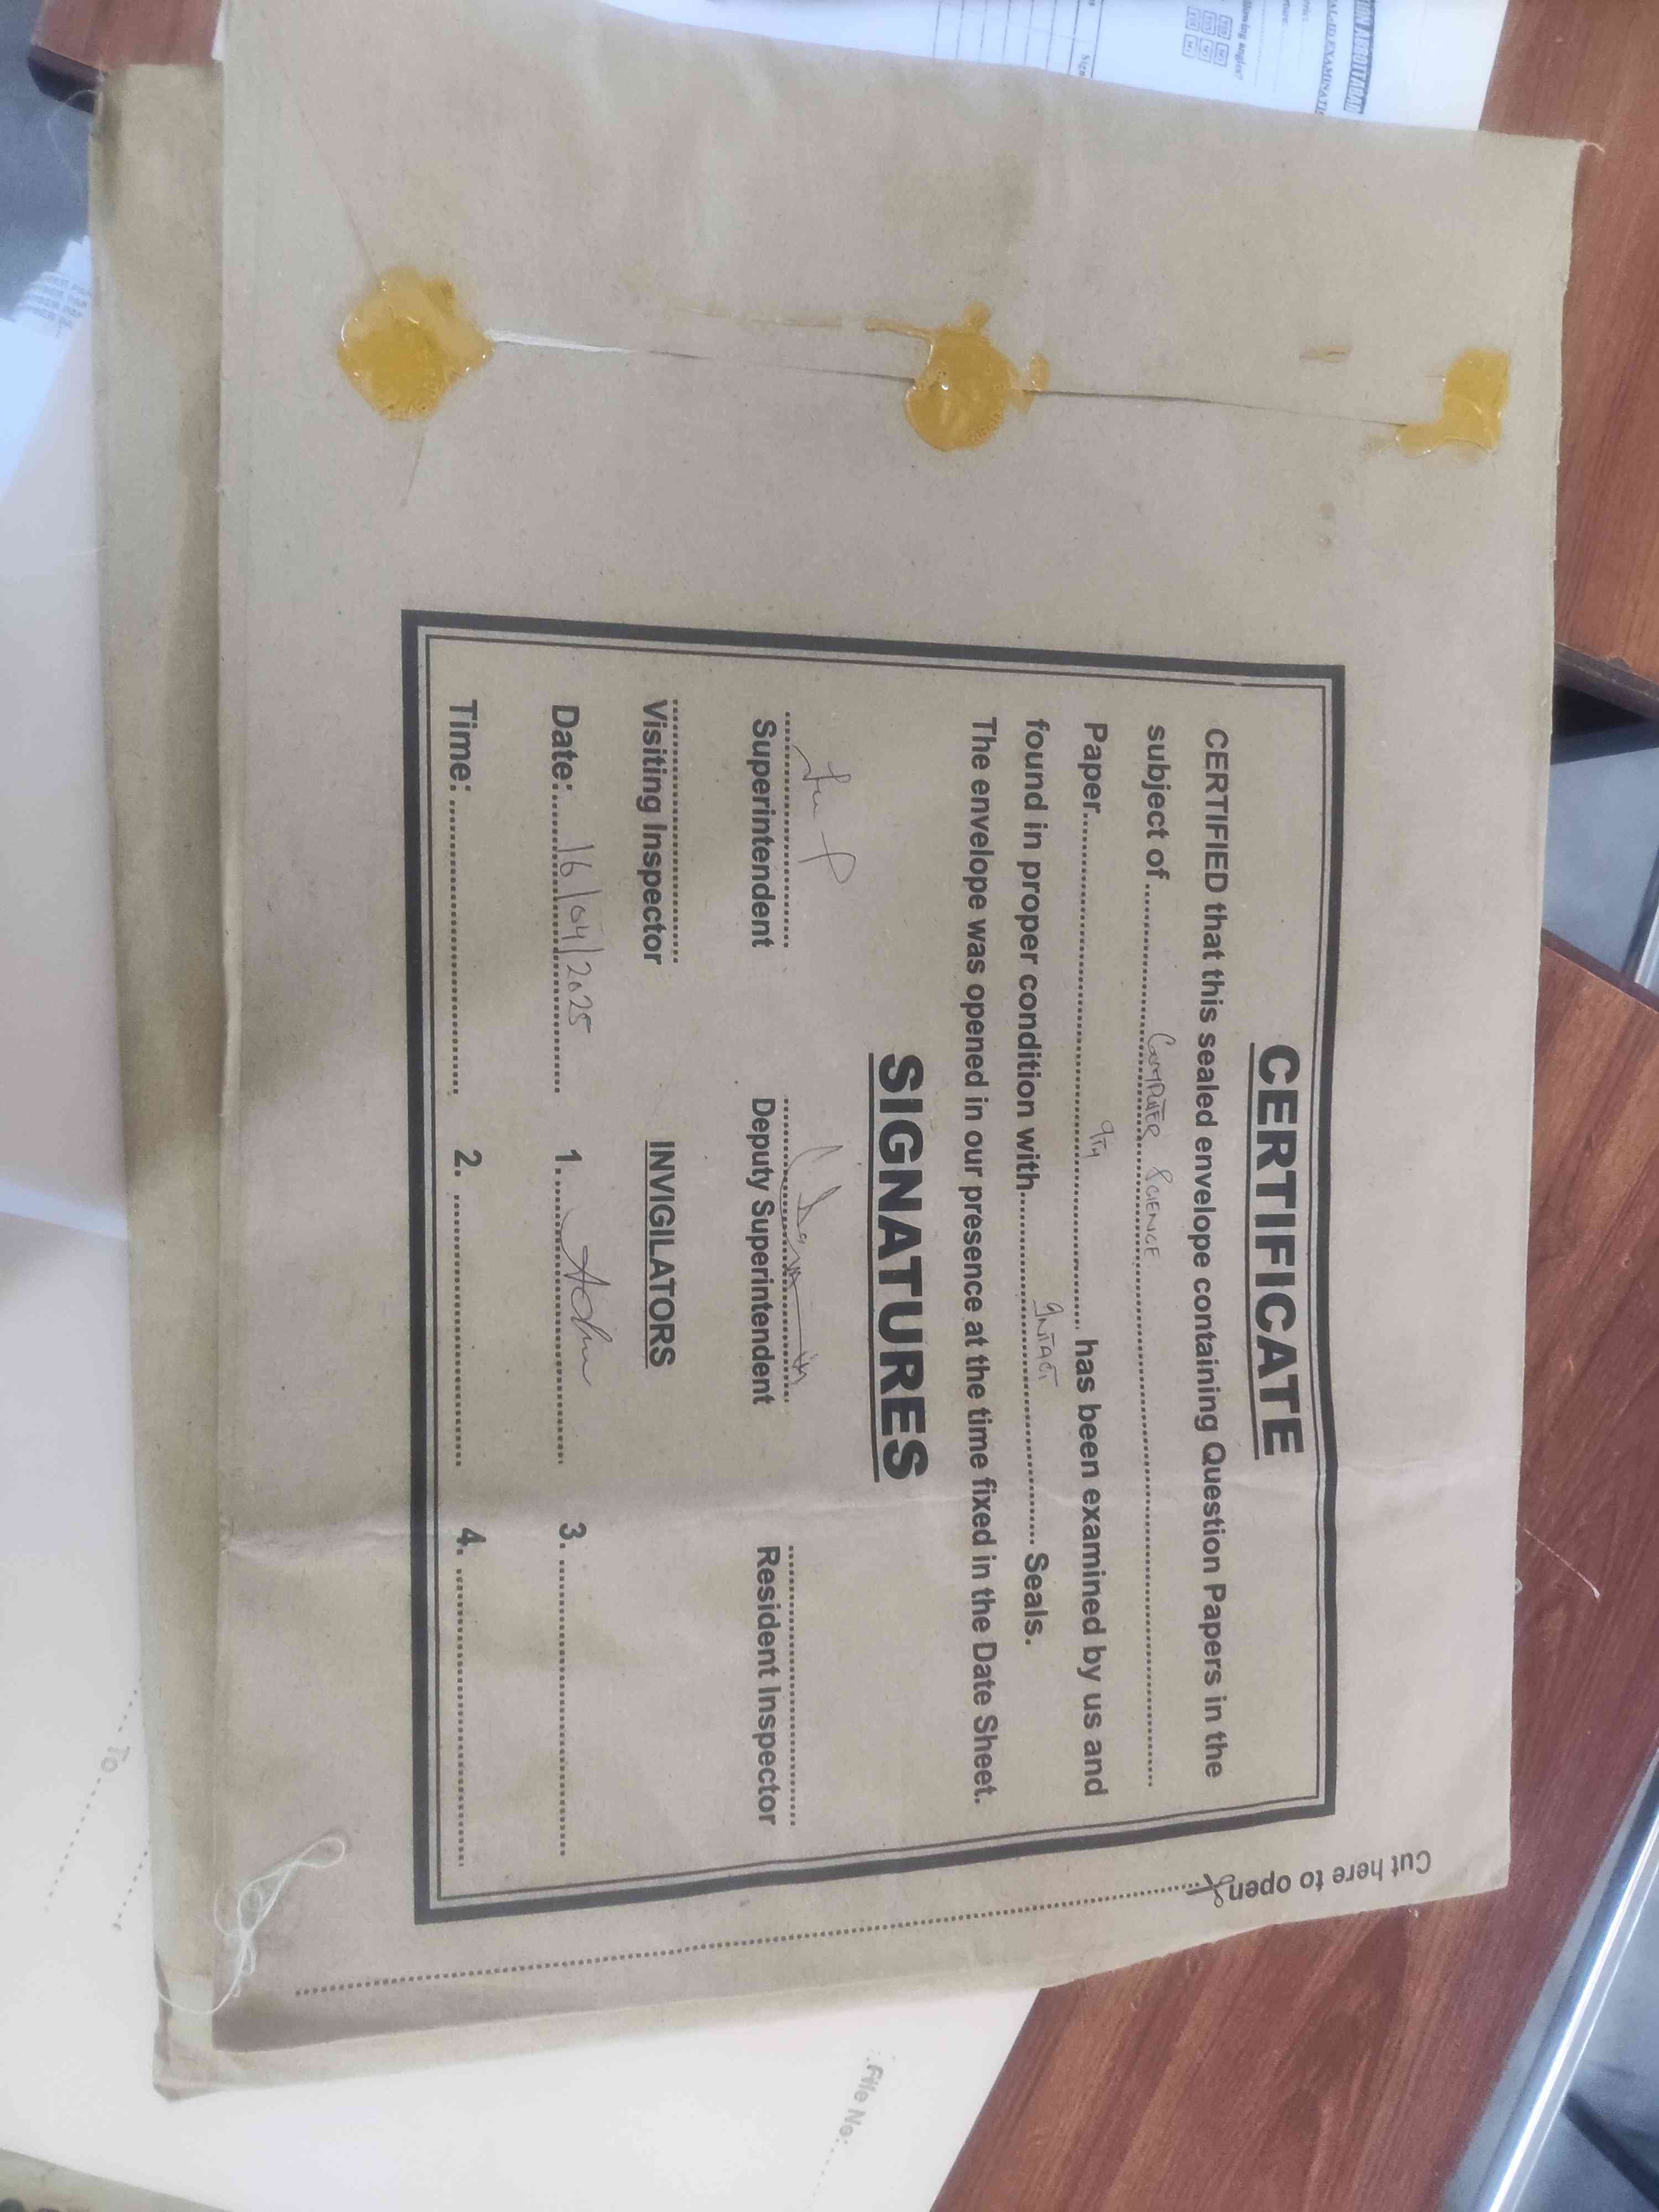 CERTIFICATE
CERTIFIED that this sealed envelope containing Question Papers in the
subject of .......... COMPUTER SCIENCE ..........
Paper.......... 9TH .......... has been examined by us and
found in proper condition with.......... INTACT .......... Seals.
The envelope was opened in our presence at the time fixed in the Date Sheet.
SIGNATURES
Superintendent Deputy Superintendent Resident Inspector
Visiting Inspector INVIGILATORS
Date:.....16/04/2025..... 1. .......... 3. ..........
Time: .......... 2. .......... 4. ..........
Cut here to open
ABBOTTABAD
File No:
To